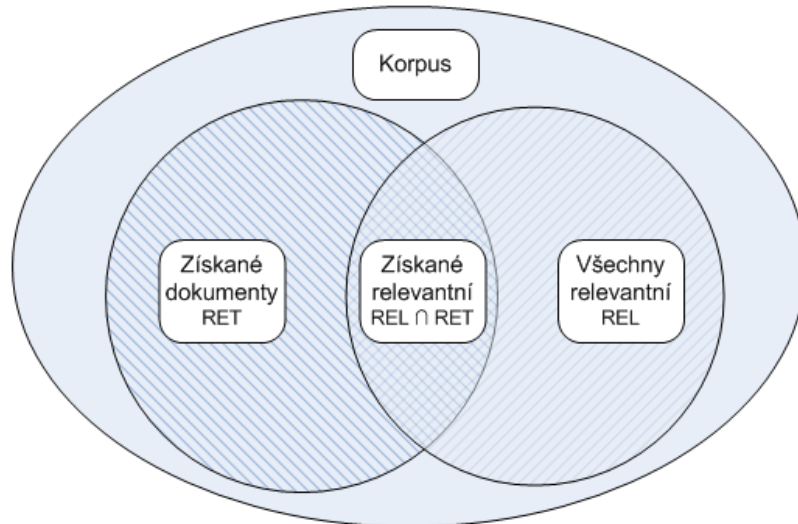 Korpus
Získané
dokumenty
RET
Získané
relevantní
REL ∩ RET
Všechny
relevantní
REL